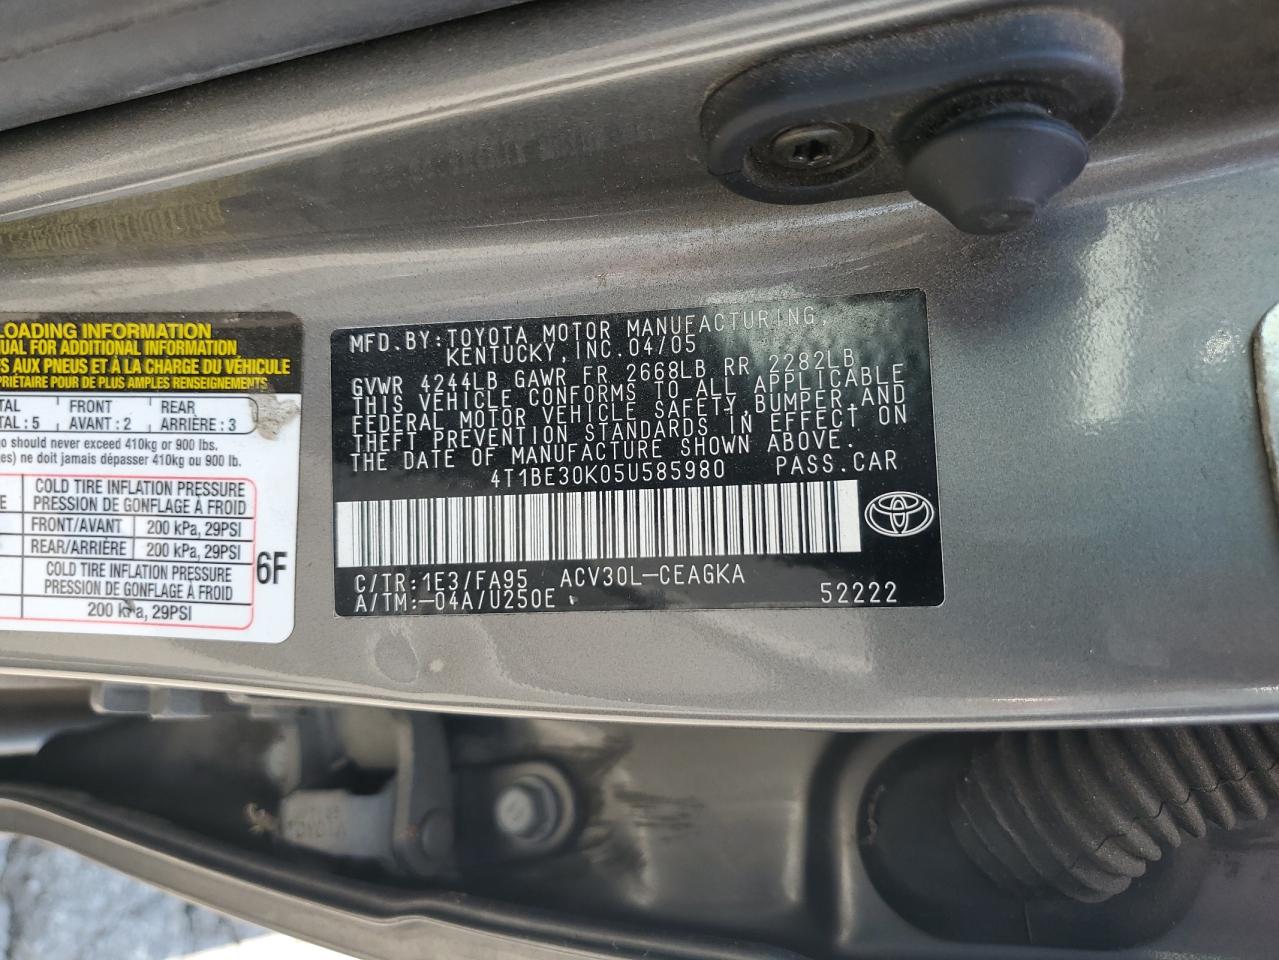 LOADING INFORMATION
FOR ADDITIONAL INFORMATION
AUX PNEUS ET À LA CHARGE DU VÉHICULE
POUR DE PLUS AMPLES RENSEIGNEMENTS
FRONT REAR
: 5 AVANT : 2 ARRIÈRE : 3
should never exceed 410kg or 900 lbs.
ne doit jamais dépasser 410kg ou 900 lb.
COLD TIRE INFLATION PRESSURE
PRESSION DE GONFLAGE À FROID
FRONT/AVANT 200 kPa, 29PSI
REAR/ARRIÈRE 200 kPa, 29PSI
COLD TIRE INFLATION PRESSURE
PRESSION DE GONFLAGE À FROID
200 kPa, 29PSI
6F
MFD.BY:TOYOTA MOTOR MANUFACTURING,
KENTUCKY,INC.04/05
GVWR 4244LB GAWR FR 2668LB RR 2282LB
THIS VEHICLE CONFORMS TO ALL APPLICABLE
FEDERAL MOTOR VEHICLE SAFETY,BUMPER,AND
THEFT PREVENTION STANDARDS IN EFFECT ON
THE DATE OF MANUFACTURE SHOWN ABOVE.
4T1BE30K05U585980 PASS.CAR
C/TR:1E3/FA95 ACV30L-CEAGKA
A/TM:-04A/U250E 52222